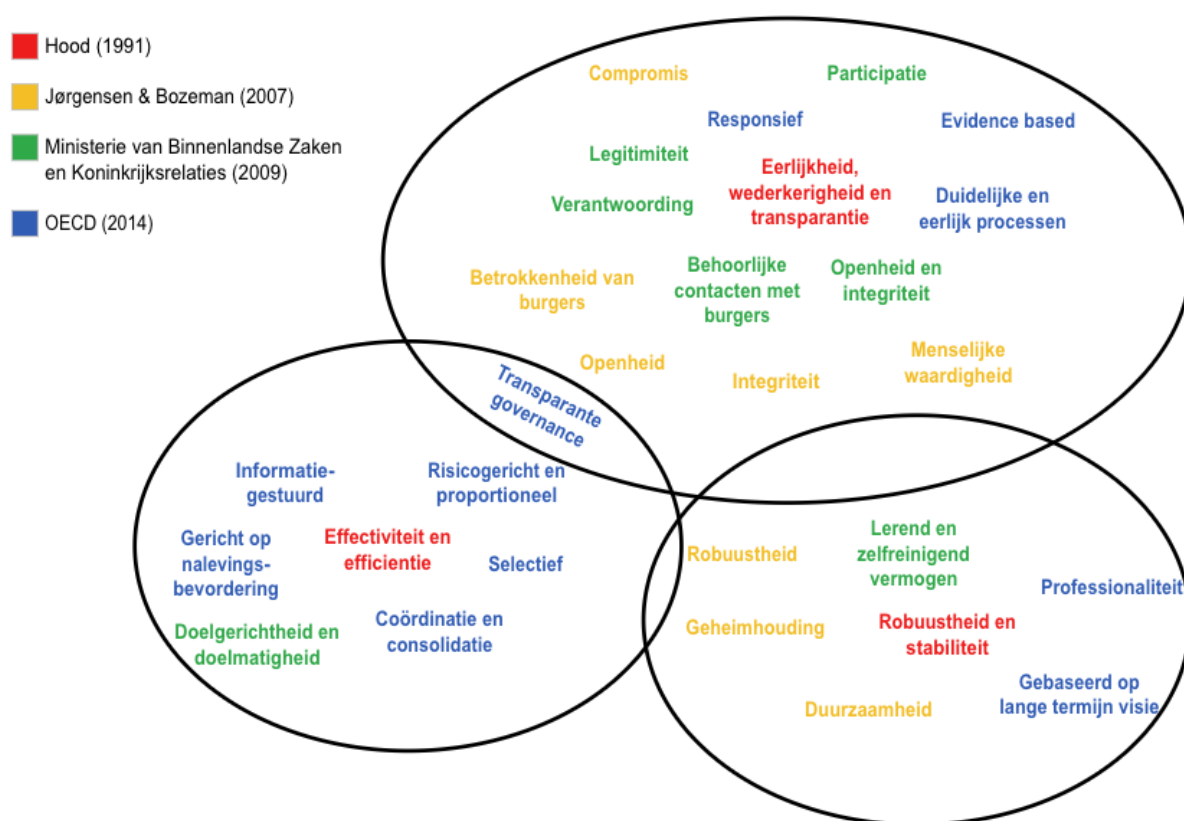 Hood (1991)
Jørgensen & Bozeman (2007)
Ministerie van Binnenlandse Zaken
en Koninkrijksrelaties (2009)
OECD (2014)
Compromis
Participatie
Responsief
Evidence based
Legitimiteit
Eerlijkheid,
wederkerigheid en
transparantie
Verantwoording
Duidelijke en
eerlijk processen
Betrokkenheid van
burgers
Behoorlijke
contacten met
burgers
Openheid en
integriteit
Openheid
Integriteit
Menselijke
waardigheid
Transparante
governance
Informatie-
gestuurd
Risicogericht en
proportioneel
Gericht op
nalevings-
bevordering
Effectiviteit en
efficientie
Selectief
Doelgerichtheid en
doelmatigheid
Coördinatie en
consolidatie
Robuustheid
Lerend en
zelfreinigend
vermogen
Professionaliteit
Geheimhouding
Robuustheid en
stabiliteit
Duurzaamheid
Gebaseerd op
lange termijn visie